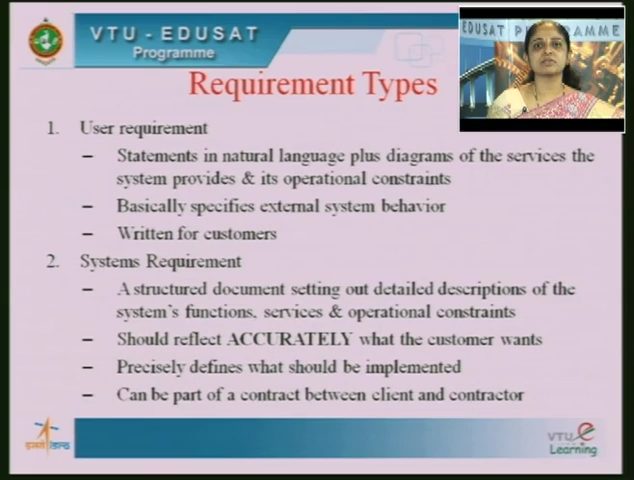 VTU - EDUSAT
Programme
EDUSAT PROGRAMME
Requirement Types
1. User requirement
– Statements in natural language plus diagrams of the services the
system provides & its operational constraints
– Basically specifies external system behavior
– Written for customers
2. Systems Requirement
– A structured document setting out detailed descriptions of the
system's functions, services & operational constraints
– Should reflect ACCURATELY what the customer wants
– Precisely defines what should be implemented
– Can be part of a contract between client and contractor
VTU e
Learning